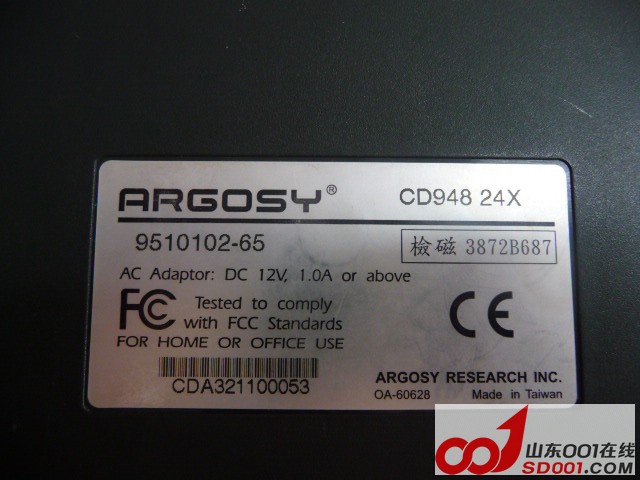 ARGOSY®
CD948 24X
9510102-65
檢磁 3872B687
AC Adaptor: DC 12V, 1.0A or above
FC
Tested to comply
with FCC Standards
CE
FOR HOME OR OFFICE USE
CDA321100053
ARGOSY RESEARCH INC.
OA-60628 Made in Taiwan
山东001在线
SD001.com